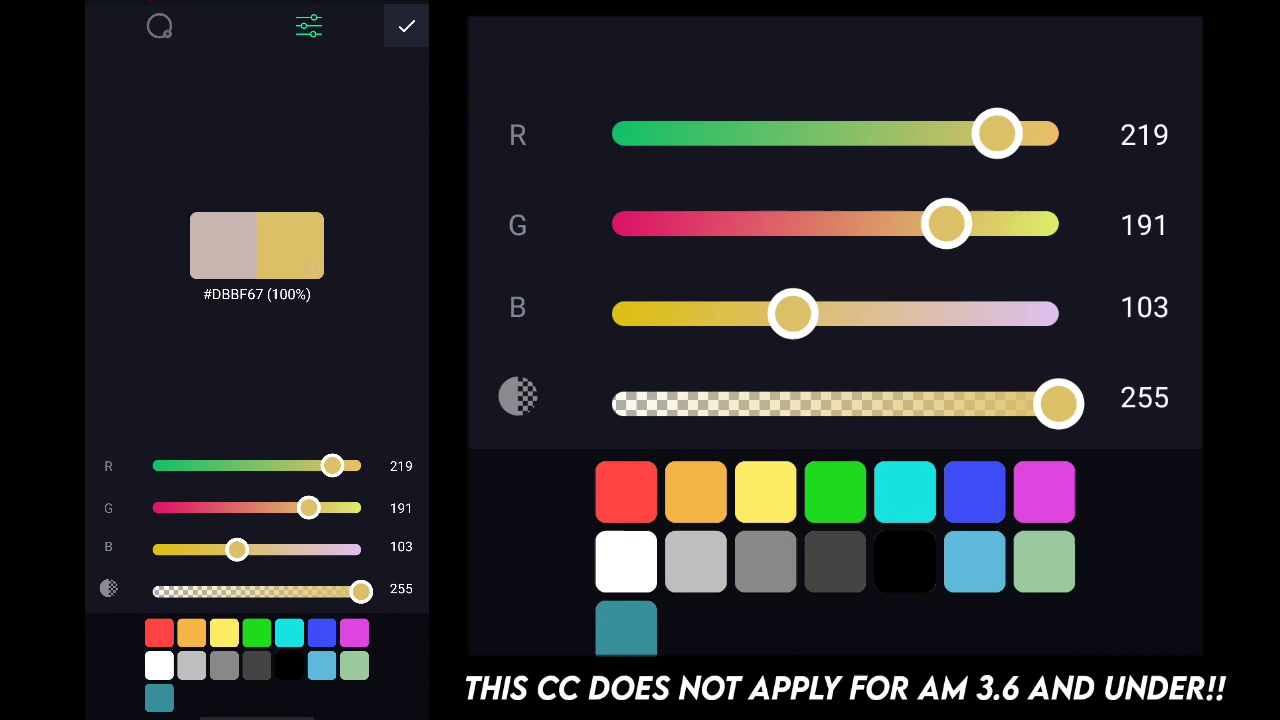 #DBBF67 (100%)
R 219
G 191
B 103
255
R 219
G 191
B 103
255
THIS CC DOES NOT APPLY FOR AM 3.6 AND UNDER!!